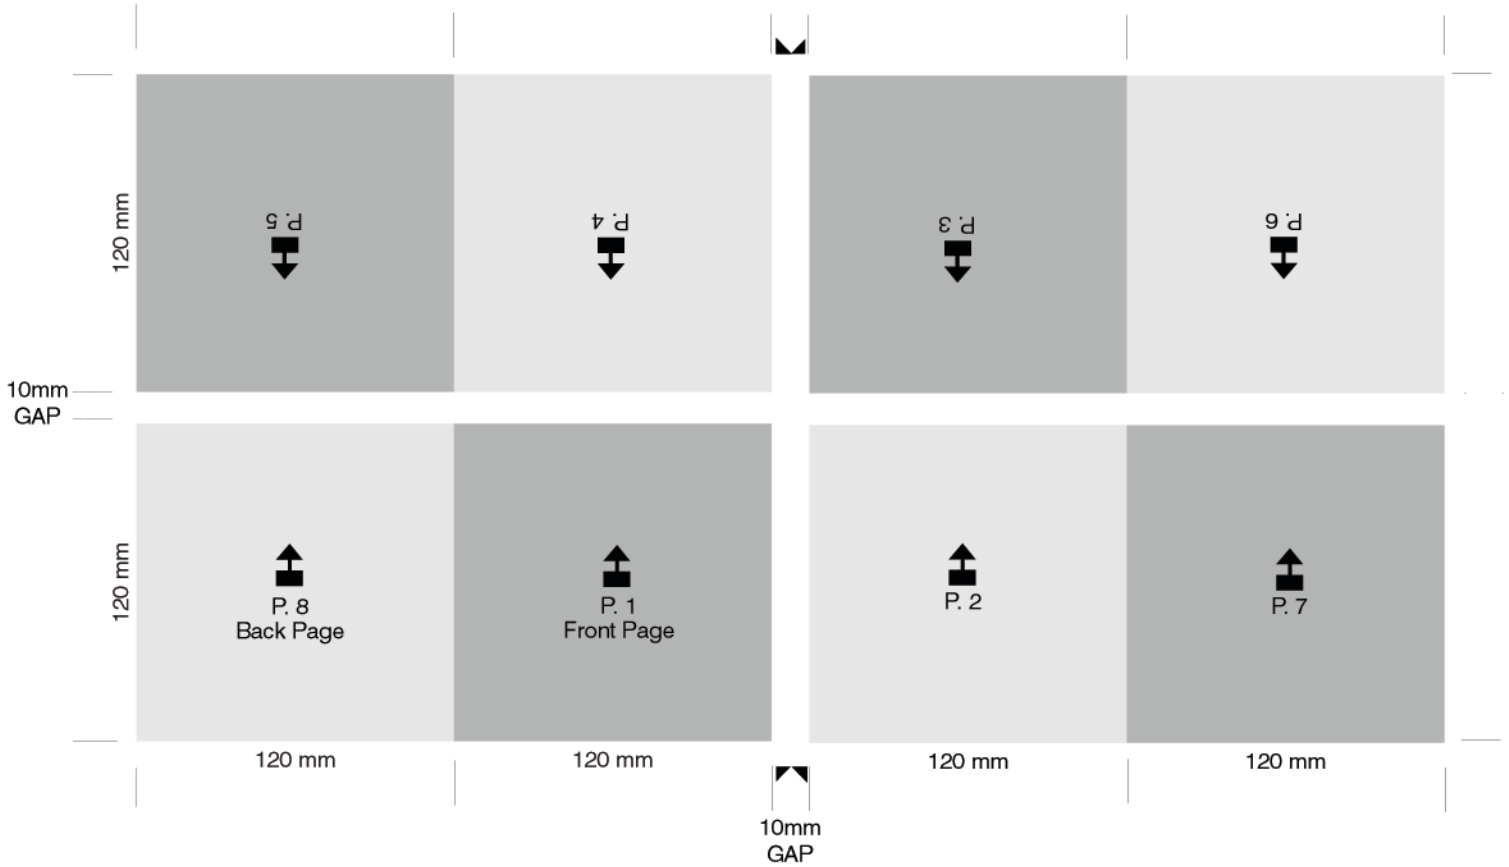 P. 5
P. 4
P. 3
P. 6
120 mm
10mm
GAP
120 mm
P. 8
Back Page
P. 1
Front Page
P. 2
P. 7
120 mm
120 mm
120 mm
120 mm
10mm
GAP